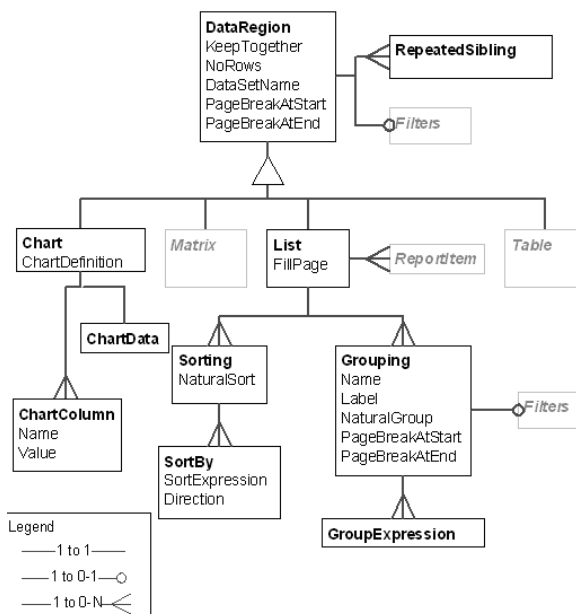 DataRegion
KeepTogether
NoRows
DataSetName
PageBreakAtStart
PageBreakAtEnd
RepeatedSibling
Filters
Chart
ChartDefinition
Matrix
List
FillPage
ReportItem
Table
ChartData
Sorting
NaturalSort
Grouping
Name
Label
NaturalGroup
PageBreakAtStart
PageBreakAtEnd
Filters
ChartColumn
Name
Value
SortBy
SortExpression
Direction
GroupExpression
Legend
1 to 1
1 to 0-1
1 to 0-N